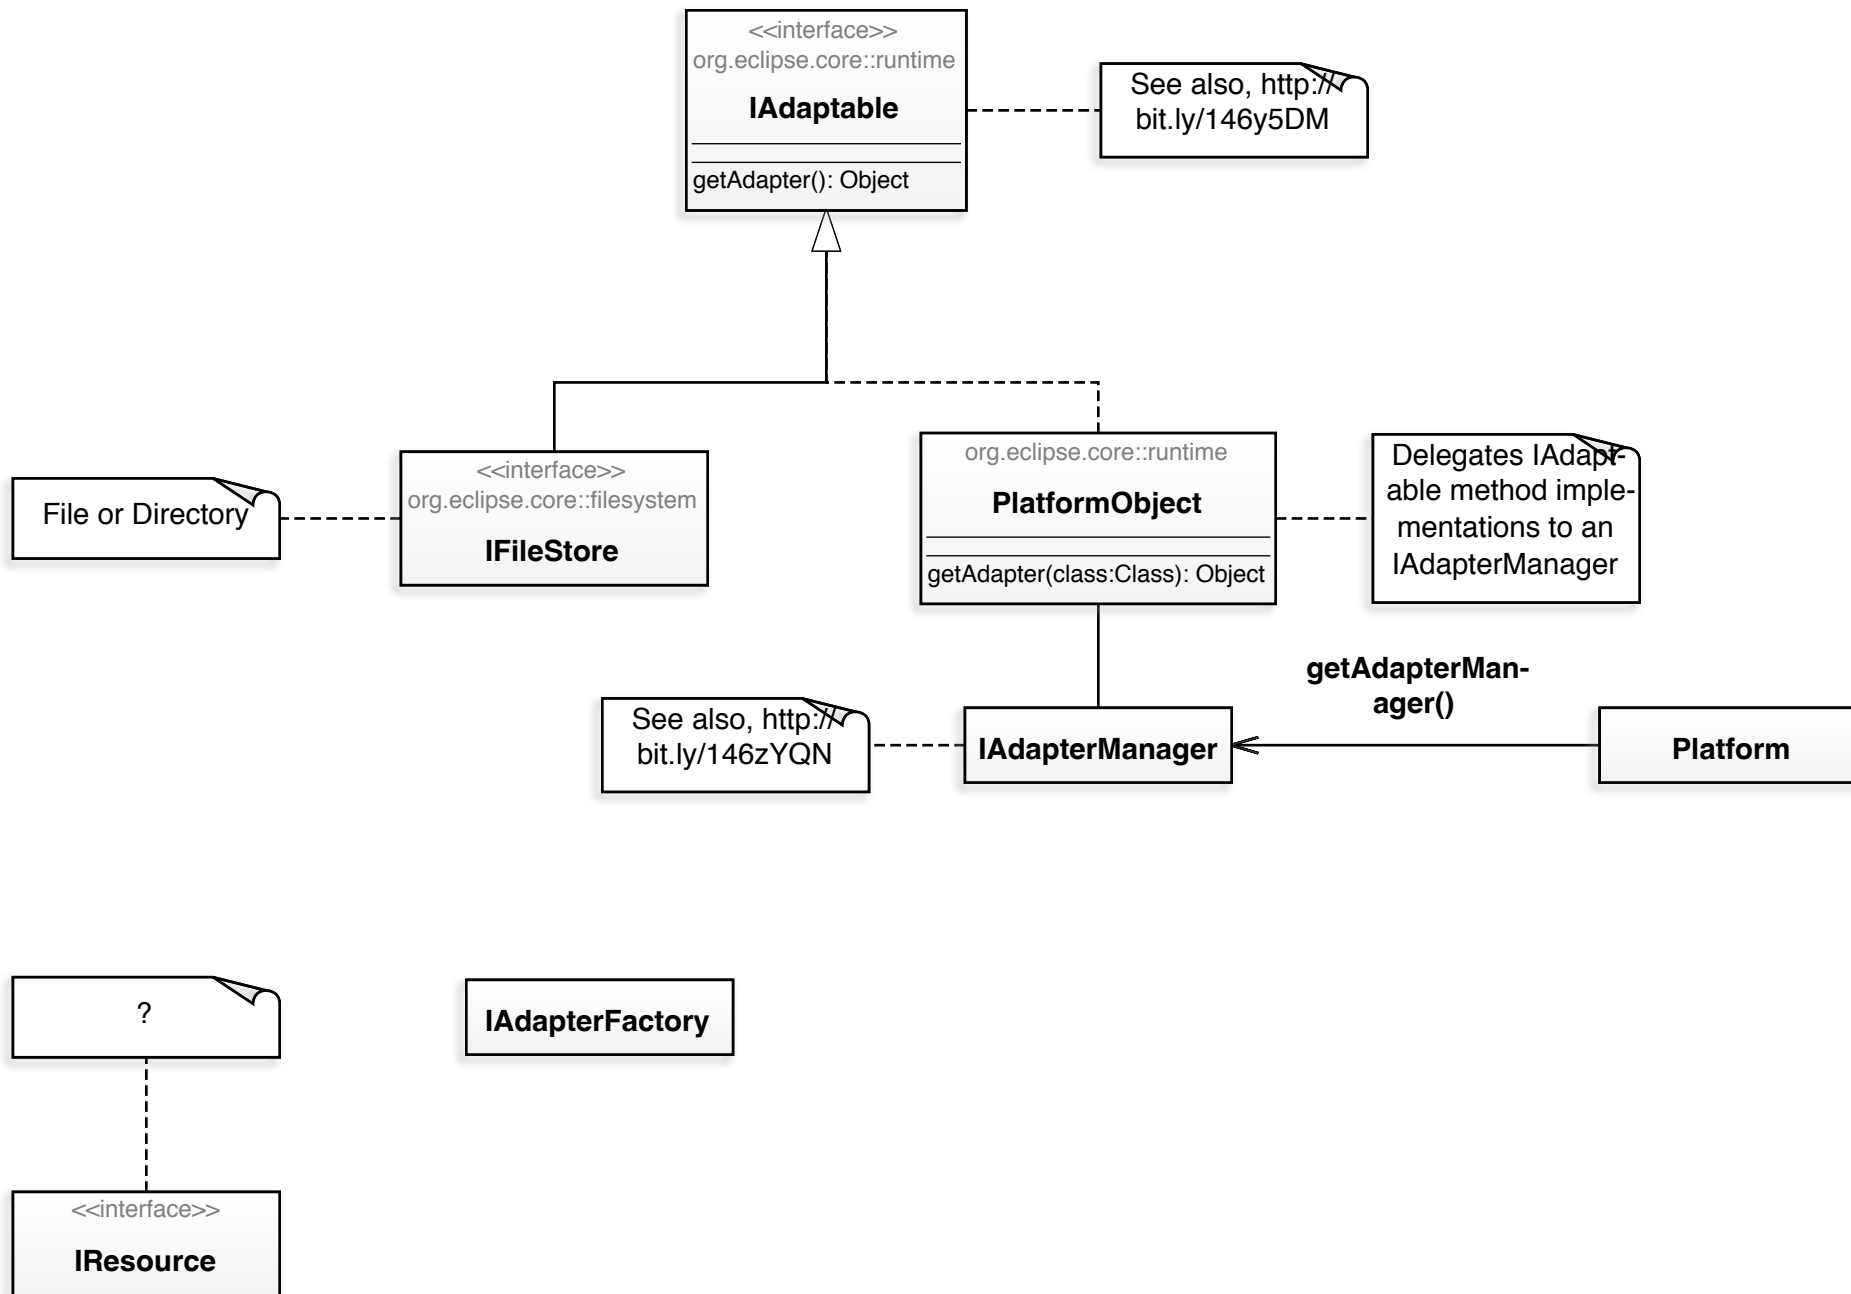 <<interface>>
org.eclipse.core::runtime
IAdaptable
getAdapter(): Object
See also, http://
bit.ly/146y5DM
File or Directory
<<interface>>
org.eclipse.core::filesystem
IFileStore
org.eclipse.core::runtime
PlatformObject
getAdapter(class:Class): Object
Delegates IAdapt-
able method imple-
mentations to an
IAdapterManager
getAdapterMan-
ager()
See also, http://
bit.ly/146zYQN
IAdapterManager
Platform
?
IAdapterFactory
<<interface>>
IResource